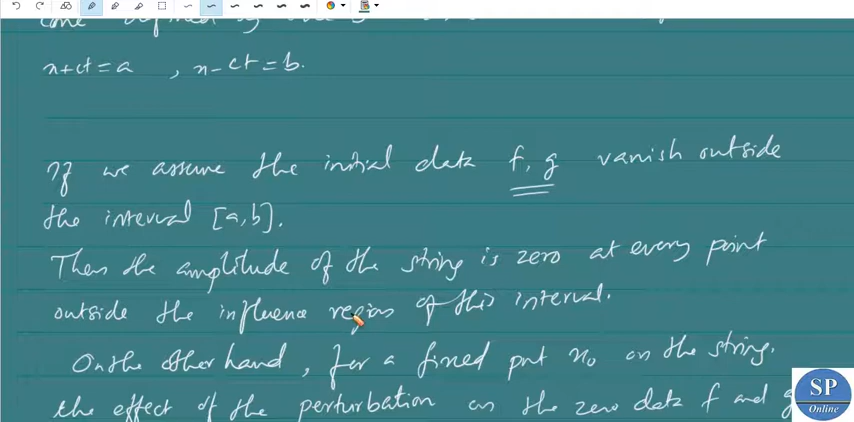 x+ct=a , x-ct=b.
If we assume the initial data f, g vanish outside
the interval [a,b].
Then the amplitude of the string is zero at every point
outside the influence region of this interval.
On the other hand, for a fixed pnt x0 on the string,
the effect of the perturbation on the zero data f and g
SP
Online